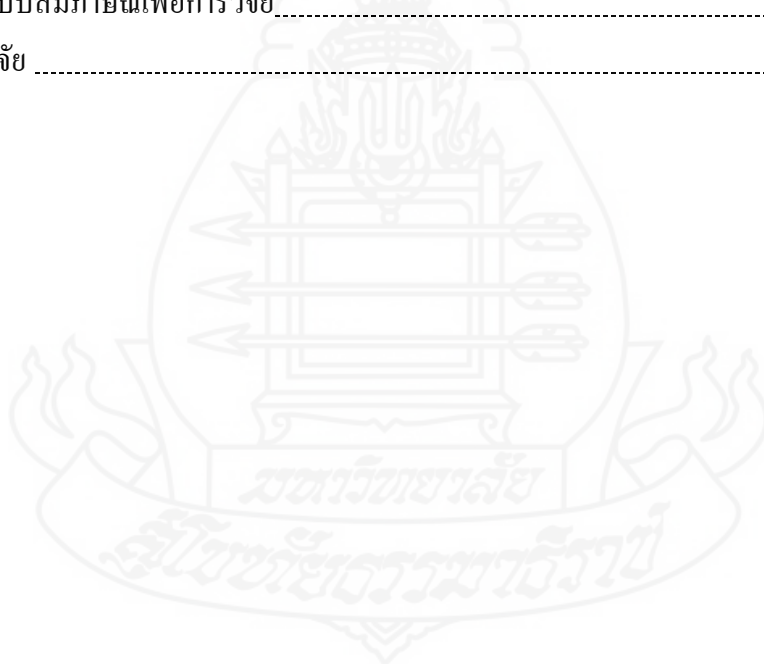 แบบสัมภาษณ์เพื่อการวิจัย
จัย
มหาวิทยาลัย
สุโขทัยธรรมาธิราช